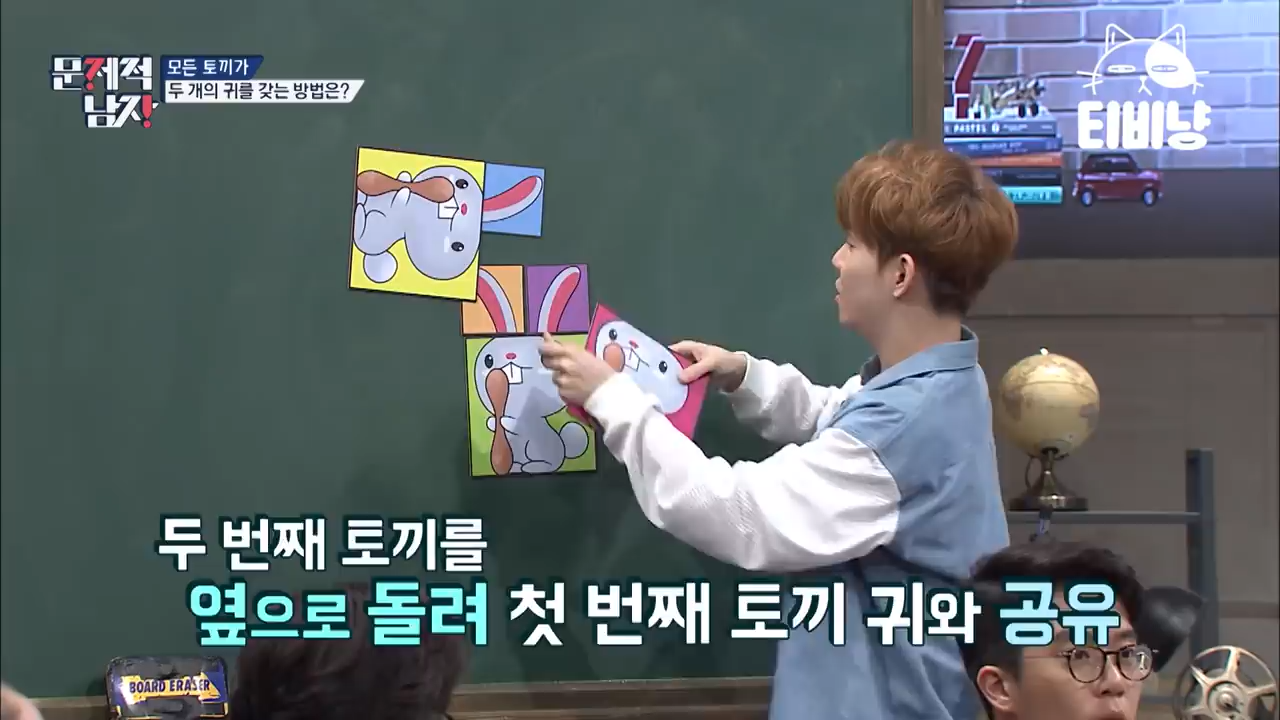 문제적
남자
모든 토끼가
두 개의 귀를 갖는 방법은?
티비냥
PASTEL
BOARD ERASER
두 번째 토끼를
옆으로 돌려 첫 번째 토끼 귀와 공유